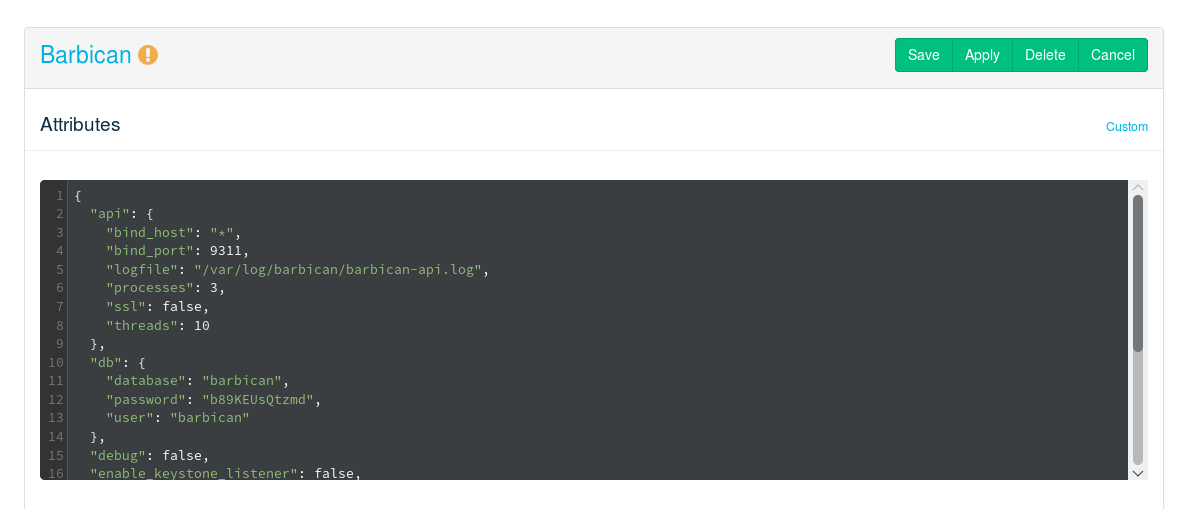 Barbican
Save Apply Delete Cancel
Attributes
Custom
1 {
2   "api": {
3     "bind_host": "*",
4     "bind_port": 9311,
5     "logfile": "/var/log/barbican/barbican-api.log",
6     "processes": 3,
7     "ssl": false,
8     "threads": 10
9   },
10   "db": {
11     "database": "barbican",
12     "password": "b89KEUsQtzmd",
13     "user": "barbican"
14   },
15   "debug": false,
16   "enable_keystone_listener": false,